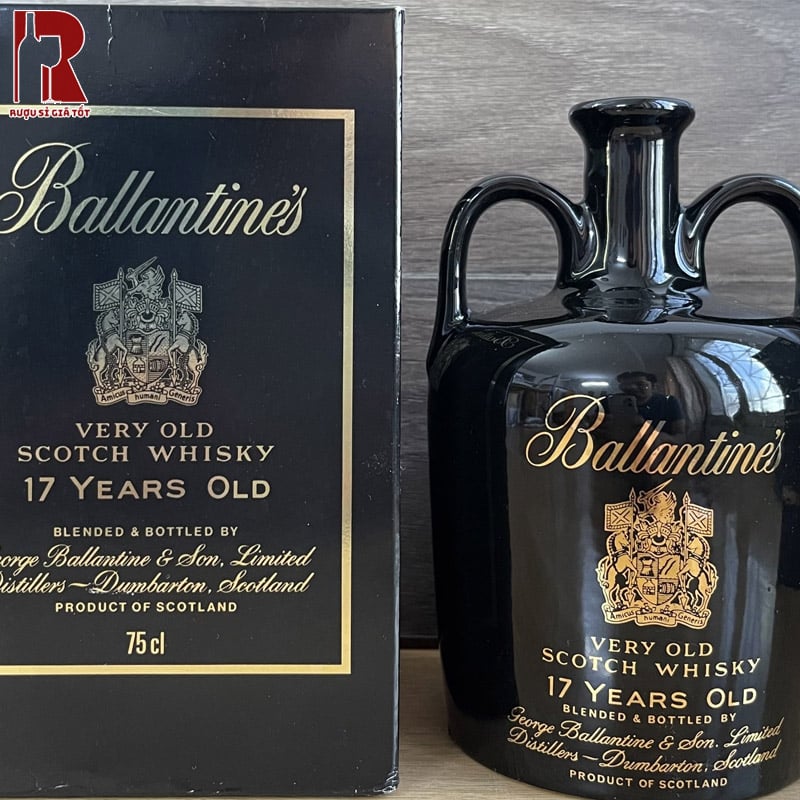 RƯỢU SỈ GIÁ TỐT
Ballantine's
Amicus humani Generis
VERY OLD
SCOTCH WHISKY
17 YEARS OLD
BLENDED & BOTTLED BY
George Ballantine & Son, Limited
Distillers—Dumbarton, Scotland
PRODUCT OF SCOTLAND
75 cl
Ballantine's
Amicus humani Generis
VERY OLD
SCOTCH WHISKY
17 YEARS OLD
BLENDED & BOTTLED BY
George Ballantine & Son, Limited
Distillers—Dumbarton, Scotland
PRODUCT OF SCOTLAND